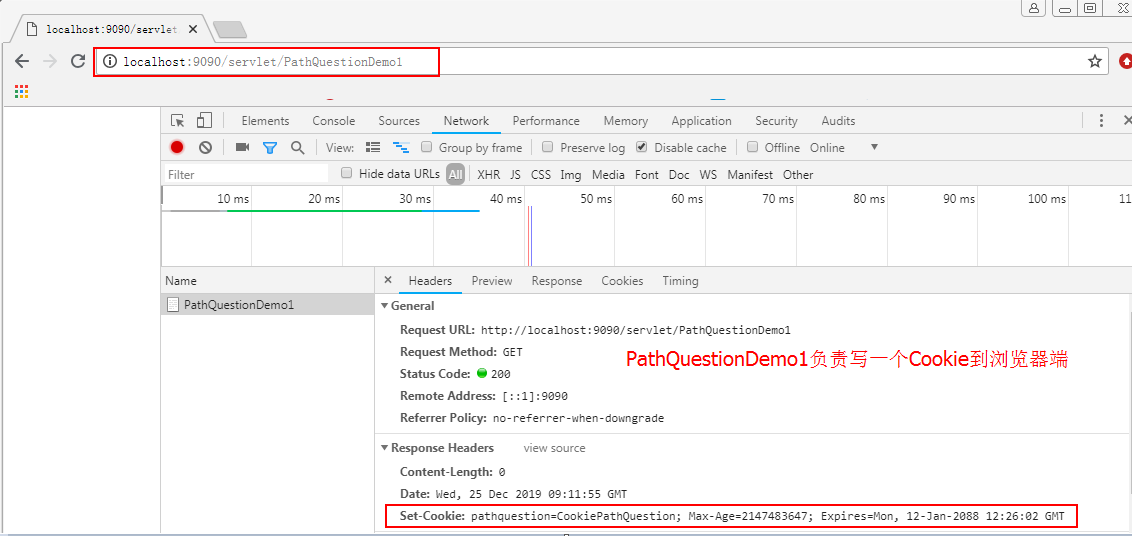 localhost:9090/servlet
localhost:9090/servlet/PathQuestionDemo1
Elements Console Sources Network Performance Memory Application Security Audits
View: Group by frame Preserve log Disable cache Offline Online
Filter Hide data URLs All XHR JS CSS Img Media Font Doc WS Manifest Other
10 ms 20 ms 30 ms 40 ms 50 ms 60 ms 70 ms 80 ms 90 ms 100 ms 11
Name Headers Preview Response Cookies Timing
PathQuestionDemo1
General
Request URL: http://localhost:9090/servlet/PathQuestionDemo1
Request Method: GET
PathQuestionDemo1负责写一个Cookie到浏览器端
Status Code: 200
Remote Address: [::1]:9090
Referrer Policy: no-referrer-when-downgrade
Response Headers view source
Content-Length: 0
Date: Wed, 25 Dec 2019 09:11:55 GMT
Set-Cookie: pathquestion=CookiePathQuestion; Max-Age=2147483647; Expires=Mon, 12-Jan-2088 12:26:02 GMT